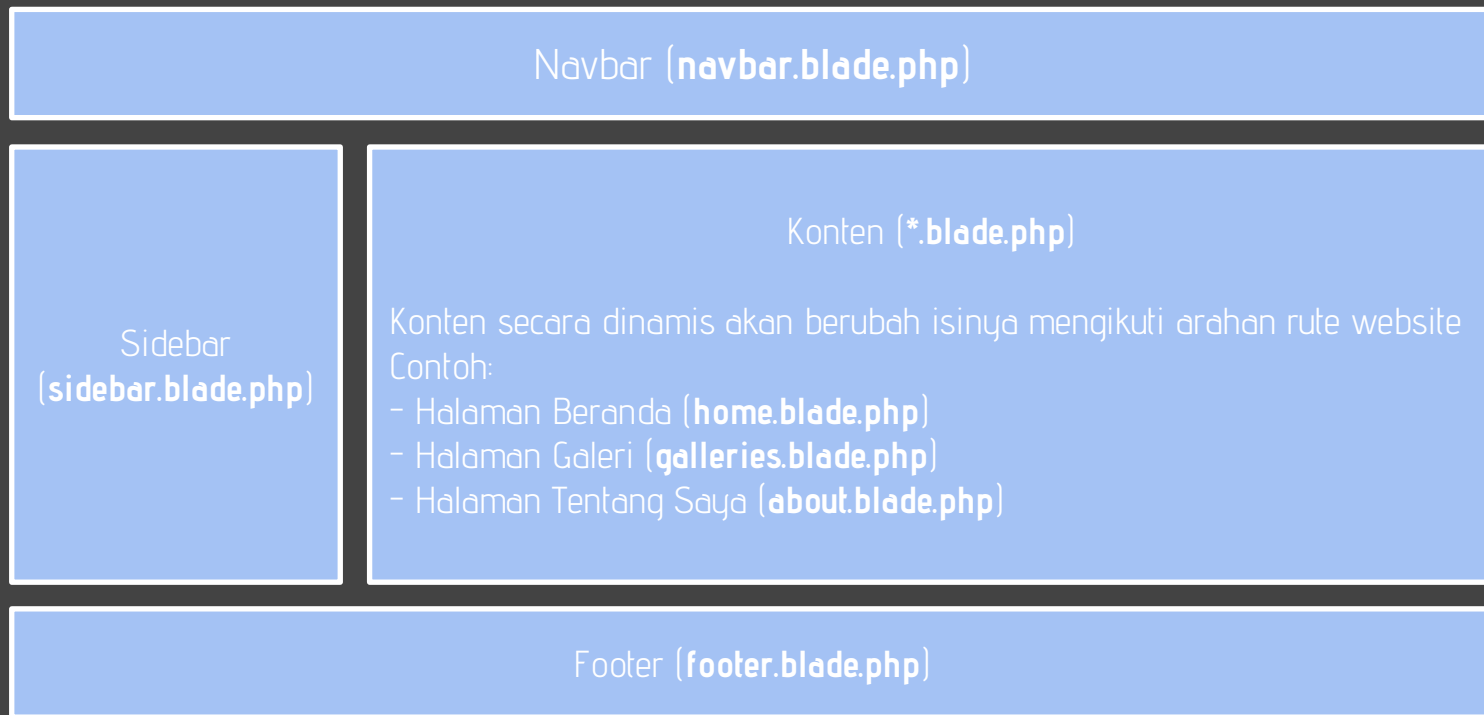 Navbar (navbar.blade.php)
Sidebar
(sidebar.blade.php)
Konten (*.blade.php)
Konten secara dinamis akan berubah isinya mengikuti arahan rute website
Contoh:
- Halaman Beranda (home.blade.php)
- Halaman Galeri (galleries.blade.php)
- Halaman Tentang Saya (about.blade.php)
Footer (footer.blade.php)